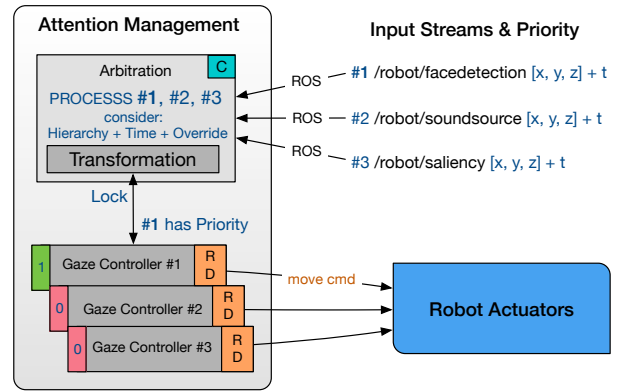 Attention Management
Input Streams & Priority
Arbitration
C
PROCESSS #1, #2, #3
consider:
Hierarchy + Time + Override
Transformation
ROS
#1 /robot/facedetection [x, y, z] + t
ROS
#2 /robot/soundsource [x, y, z] + t
ROS
#3 /robot/saliency [x, y, z] + t
Lock
#1 has Priority
1
Gaze Controller #1
R
D
move cmd
0
Gaze Controller #2
R
D
0
Gaze Controller #3
R
D
Robot Actuators